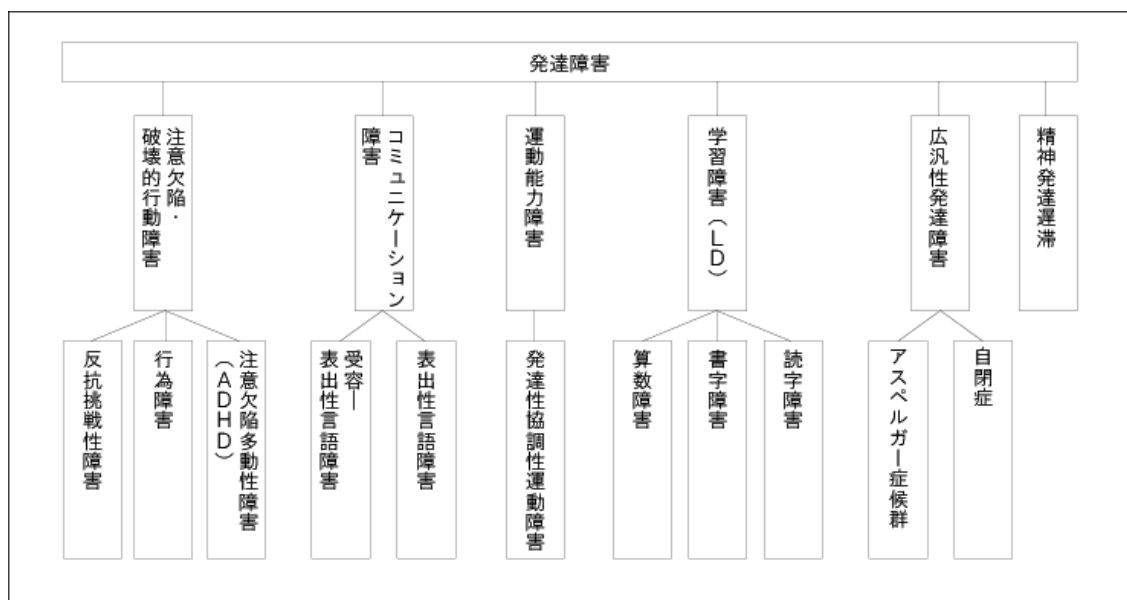 発達障害
注意欠陥・
破壊的行動障害
コミュニケーション
障害
運動能力障害
学習障害（LD）
広汎性発達障害
精神発達遅滞
反抗挑戦性障害
行為障害
注意欠陥多動性障害
（ADHD）
受容―
表出性言語障害
表出性言語障害
発達性協調性運動障害
算数障害
書字障害
読字障害
アスペルガー症候群
自閉症